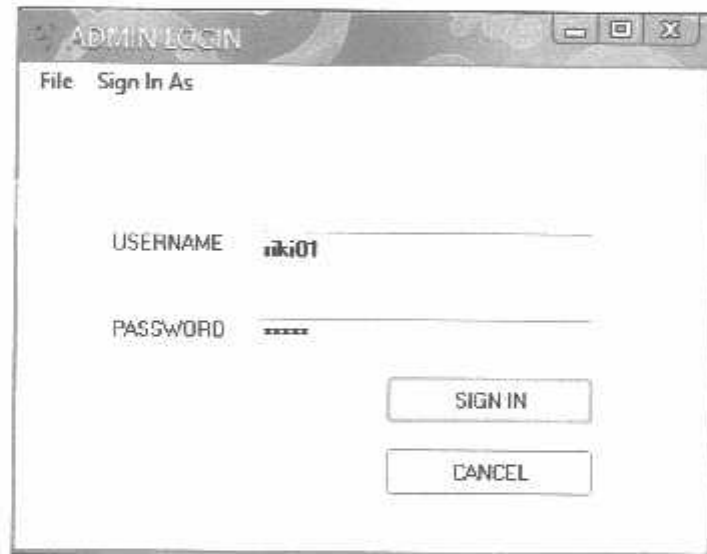 ADMIN LOGIN
File Sign In As
USERNAME
PASSWORD *****
SIGN IN
CANCEL